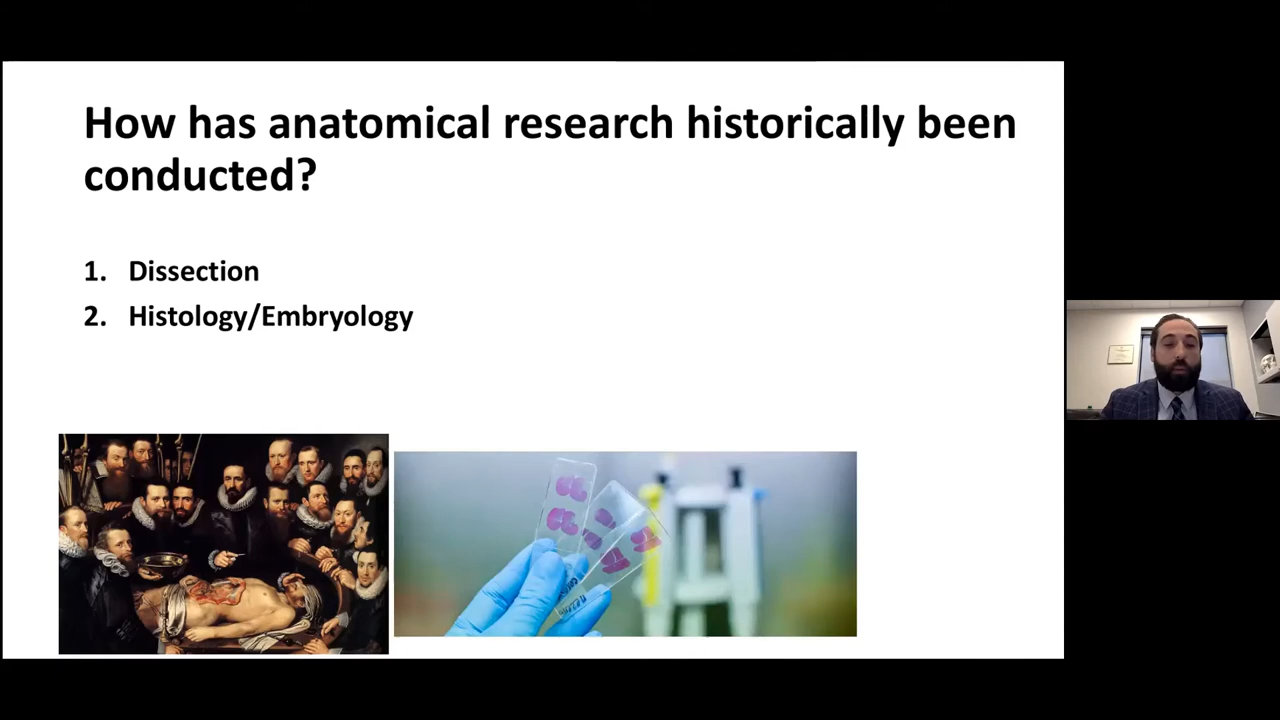 How has anatomical research historically been
conducted?
1. Dissection
2. Histology/Embryology